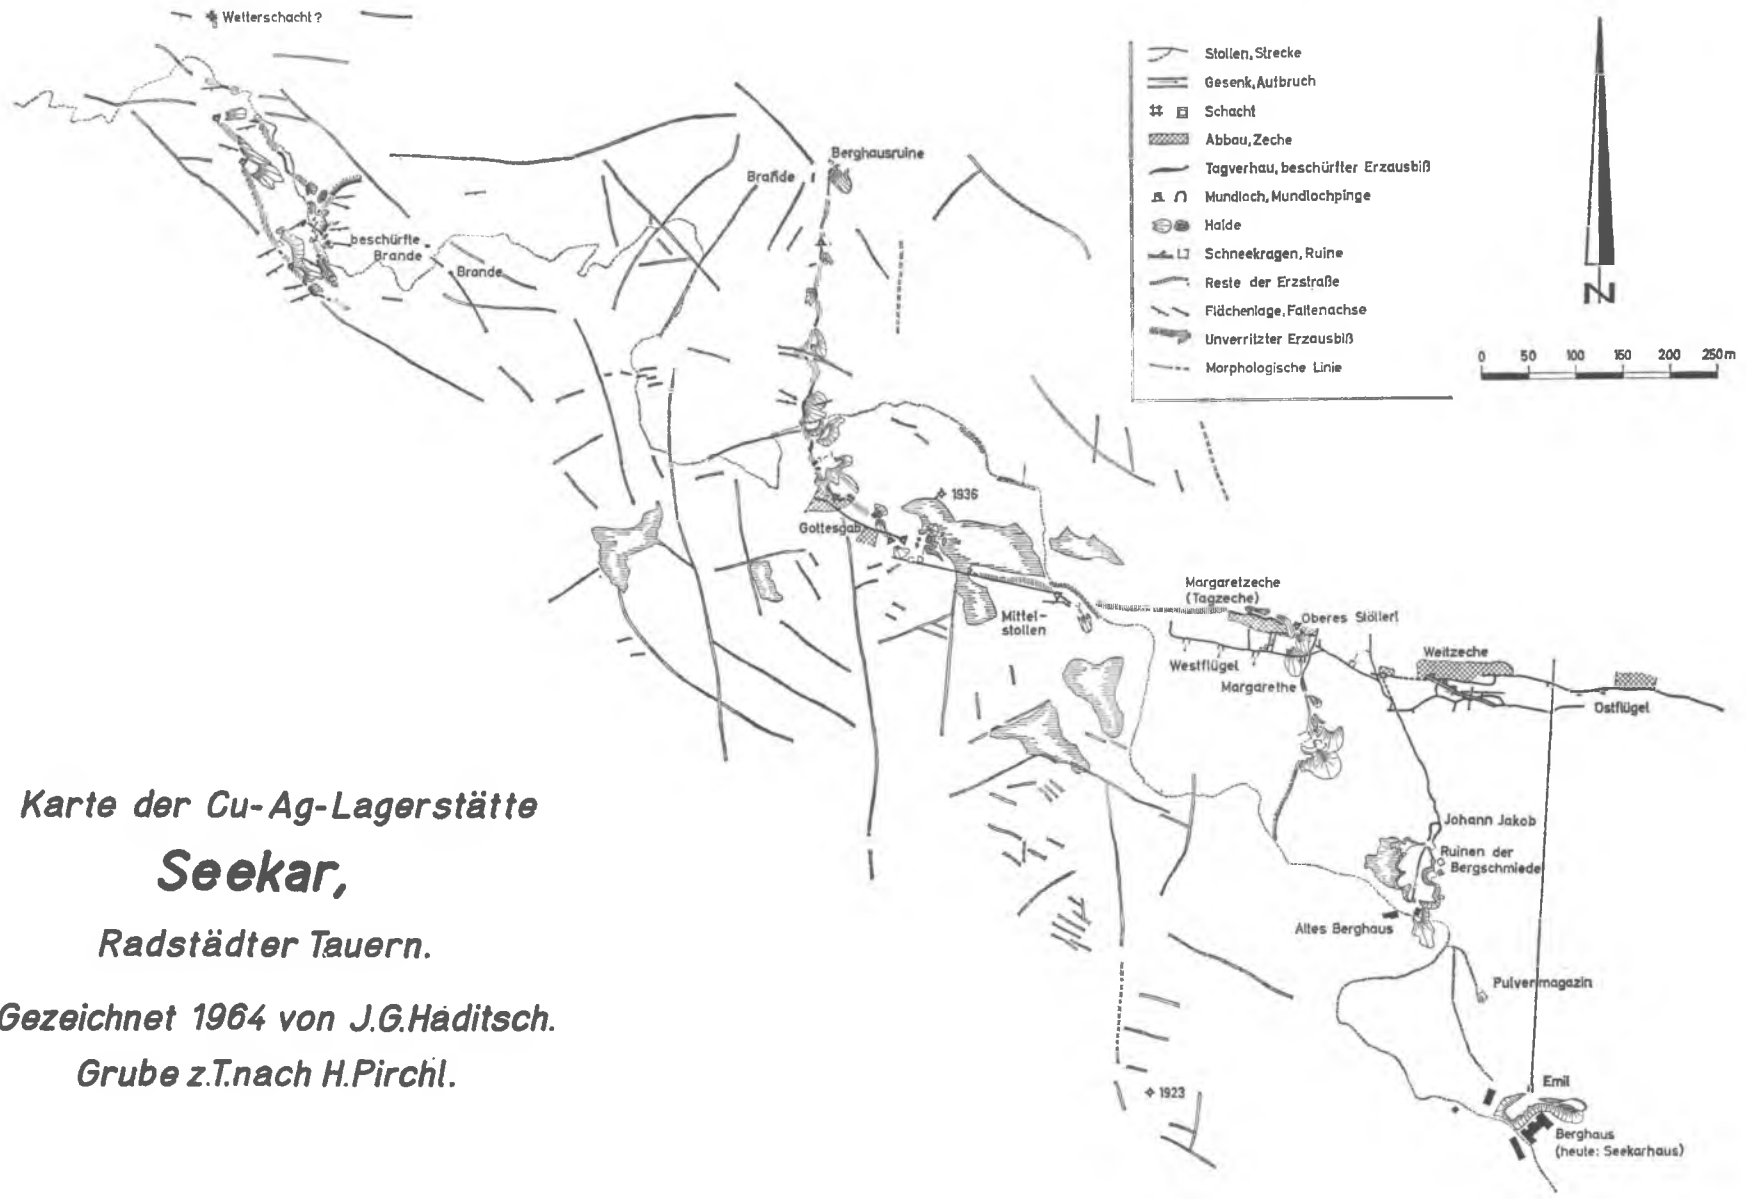 Wetterschacht?
Stollen, Strecke
Gesenk, Aufbruch
Schacht
Abbau, Zeche
Tagverhau, beschürfter Erzausbiß
Mundloch, Mundlochpinge
Halde
Schneekragen, Ruine
Reste der Erzstraße
Flächenlage, Faltenachse
Unverritzter Erzausbiß
Morphologische Linie
N
0 50 100 150 200 250m
Berghausruine
Brande
beschürfte
Brande
Brande
1936
Gottesgab
Mittel-
stollen
Margaretzeche
(Tagzeche)
Oberes Stöllerl
Westflügel
Margarethe
Weitzeche
Ostflügel
Johann Jakob
Ruinen der
Bergschmiede
Altes Berghaus
Pulvermagazin
1923
Emil
Berghaus
(heute: Seekarhaus)
Karte der Cu-Ag-Lagerstätte
Seekar,
Radstädter Tauern.
Gezeichnet 1964 von J.G.Haditsch.
Grube z.T.nach H.Pirchl.